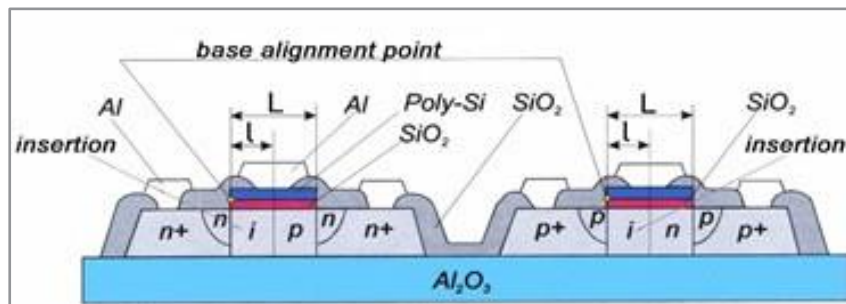 base alignment point
Al L Al Poly-Si SiO₂ L SiO₂
insertion l SiO₂ l insertion
n+ n i p n n+ p+ p i n p p+
Al₂O₃